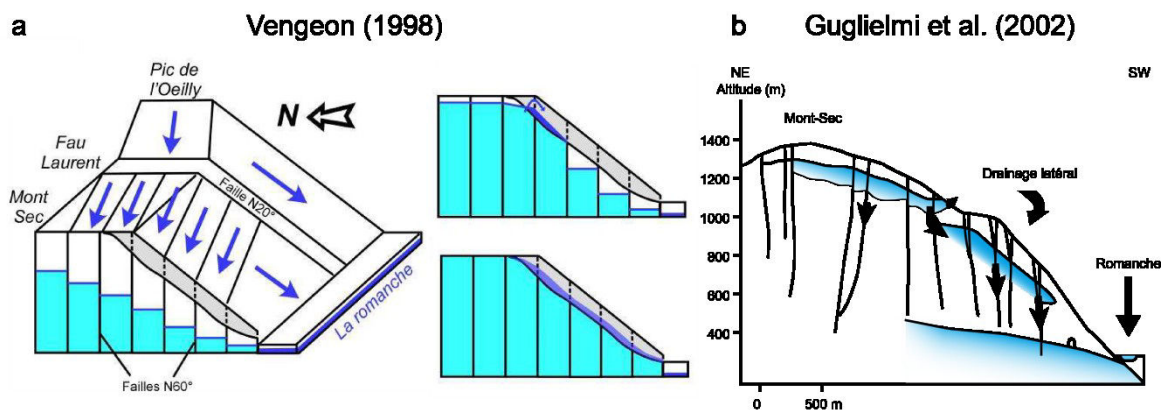 a
Vengeon (1998)
Pic de
l'Oeilly
N
Fau
Laurent
Mont
Sec
Faille N20°
La romanche
Failles N60°
b
Guglielmi et al. (2002)
NE
SW
Altitude (m)
Mont-Sec
1400
1200
1000
800
600
400
Drainage latéral
Romanche
0
500 m